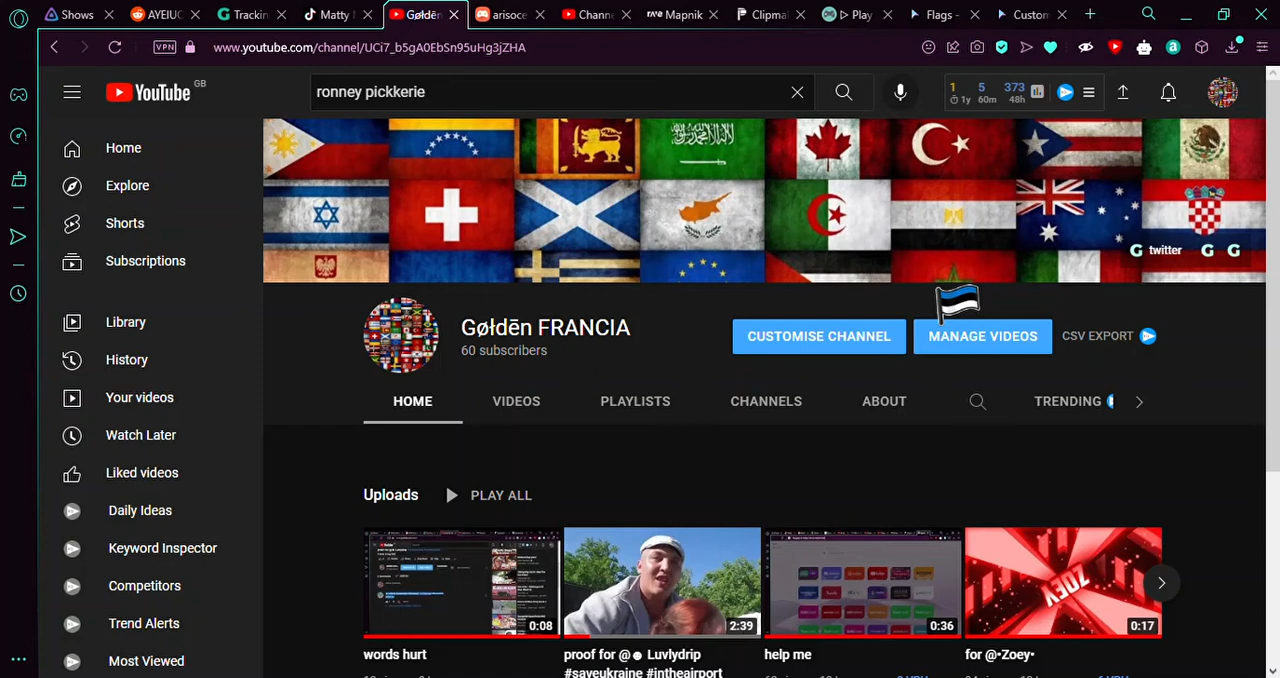 Shows
AYEIUC
Trackin
Matty
Gøłdēn
arisoce
Chann
Mapnik
Clipma
Play
Flags -
Custom
VPN
www.youtube.com/channel/UCi7_b5gA0EbSn95uHg3jZHA
YouTube GB
ronney pickkerie
1 5 373
1y 60m 48h
Home
Explore
Shorts
Subscriptions
Library
History
Your videos
Watch Later
Liked videos
Daily Ideas
Keyword Inspector
Competitors
Trend Alerts
Most Viewed
twitter
Gøłdēn FRANCIA
60 subscribers
CUSTOMISE CHANNEL
MANAGE VIDEOS
CSV EXPORT
HOME
VIDEOS
PLAYLISTS
CHANNELS
ABOUT
TRENDING
Uploads
PLAY ALL
0:08
2:39
0:36
ZOEY
0:17
words hurt
proof for @☻ Luvlydrip
#saveukraine #intheairport
help me
for @•Zoey•